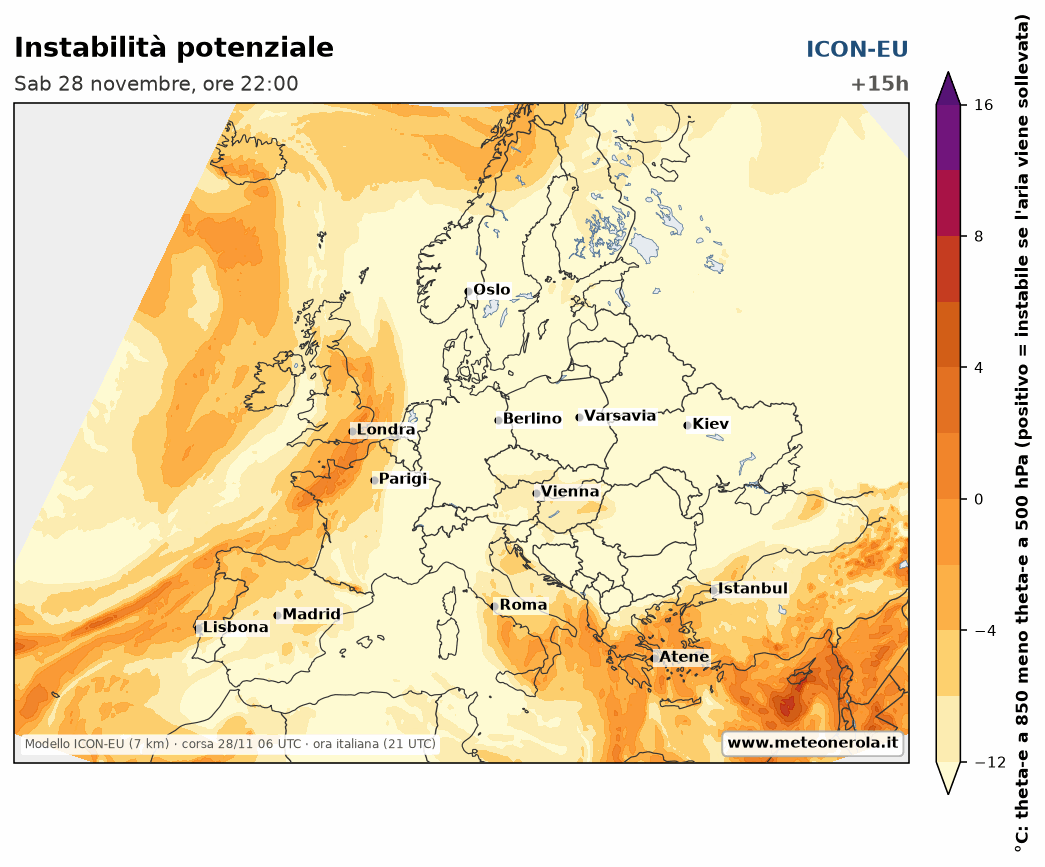 Instabilità potenziale
ICON-EU
Sab 28 novembre, ore 22:00
+15h
Oslo
Berlino
Varsavia
Kiev
Londra
Parigi
Vienna
Istanbul
Roma
Madrid
Lisbona
Atene
Modello ICON-EU (7 km) · corsa 28/11 06 UTC · ora italiana (21 UTC)
www.meteonerola.it
16
8
4
0
−4
−12
°C: theta-e a 850 meno theta-e a 500 hPa (positivo = instabile se l'aria viene sollevata)